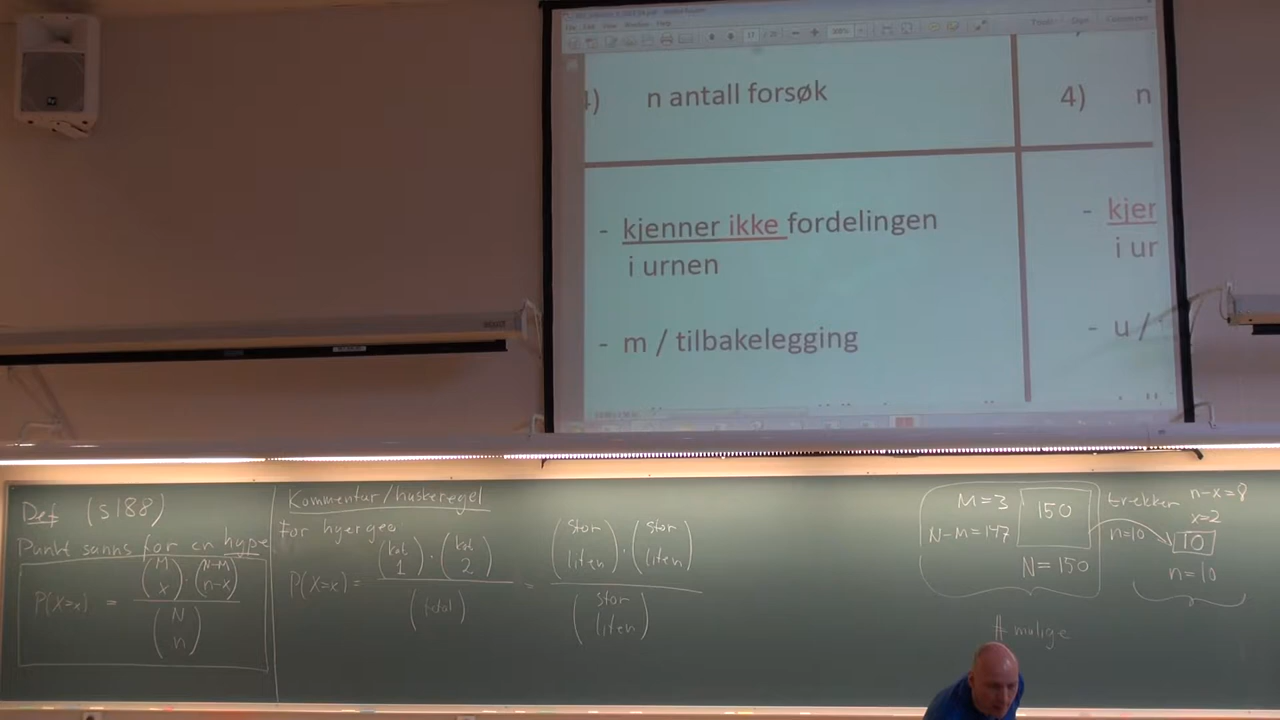 4) n antall forsøk
4) n
- kjenner ikke fordelingen
i urnen
- kjer
i ur
- m / tilbakelegging
- u /
Def (s188)
Punkt sanns for en hype
P(X=x) = (M x) · (N-M n-x) / (N n)
Kommentar/huskeregel
For hypergeo
P(X=x) = (kat 1) · (kat 2) / (total) = (stor liten) · (stor liten) / (stor liten)
M=3
N-M=147
150
N=150
trekker
n=10
n-x=8
x=2
10
n=10
# mulige